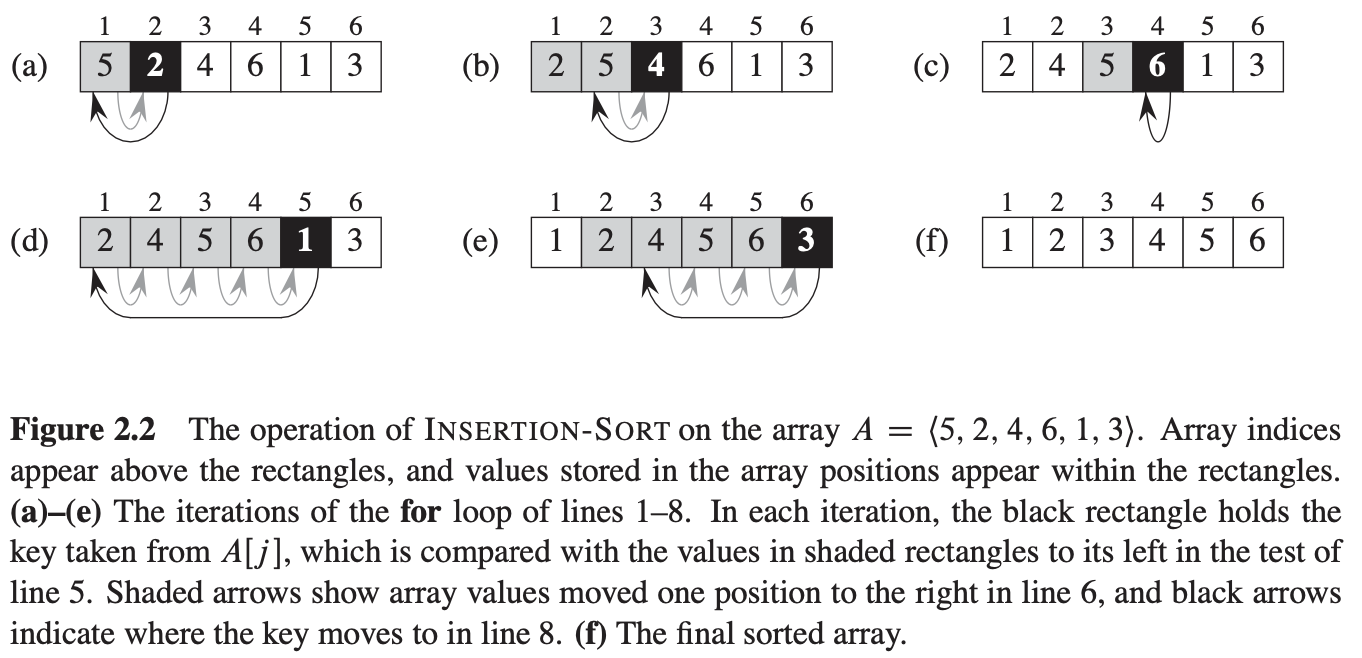 1 2 3 4 5 6
(a) 5 2 4 6 1 3
1 2 3 4 5 6
(b) 2 5 4 6 1 3
1 2 3 4 5 6
(c) 2 4 5 6 1 3
1 2 3 4 5 6
(d) 2 4 5 6 1 3
1 2 3 4 5 6
(e) 1 2 4 5 6 3
1 2 3 4 5 6
(f) 1 2 3 4 5 6
Figure 2.2 The operation of INSERTION-SORT on the array A = ⟨5, 2, 4, 6, 1, 3⟩. Array indices
appear above the rectangles, and values stored in the array positions appear within the rectangles.
(a)–(e) The iterations of the for loop of lines 1–8. In each iteration, the black rectangle holds the
key taken from A[j], which is compared with the values in shaded rectangles to its left in the test of
line 5. Shaded arrows show array values moved one position to the right in line 6, and black arrows
indicate where the key moves to in line 8. (f) The final sorted array.